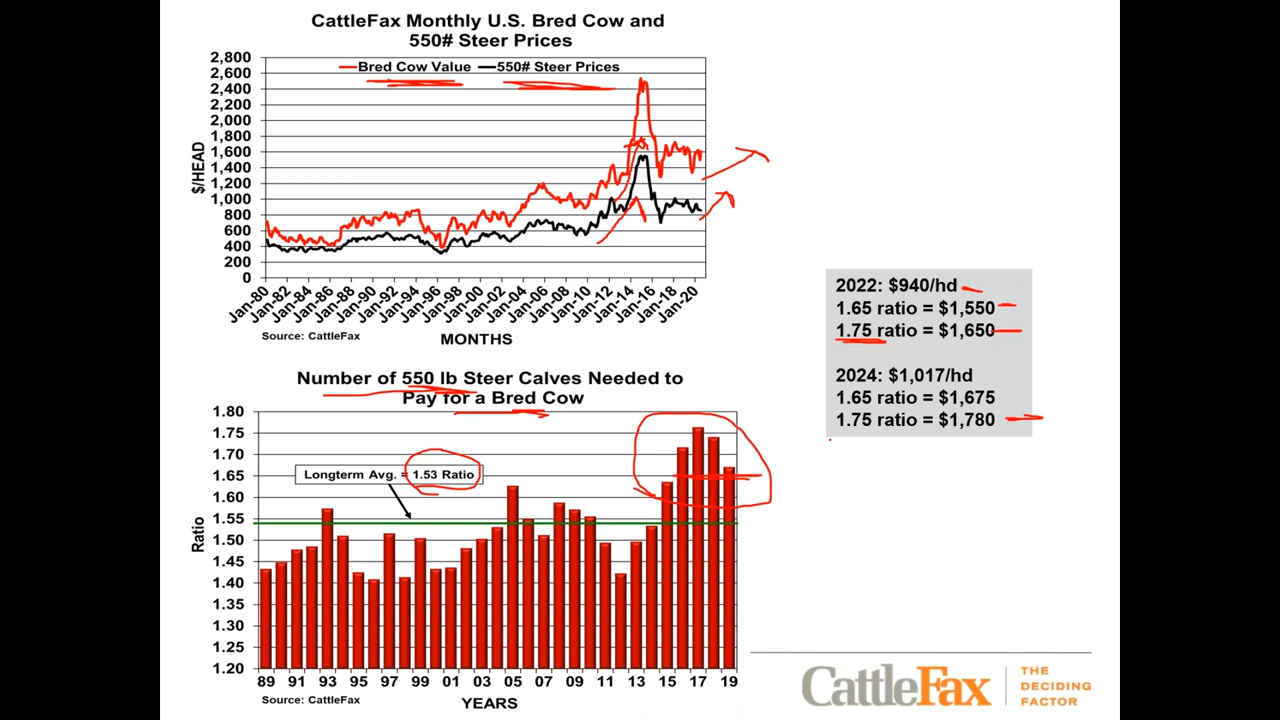 CattleFax Monthly U.S. Bred Cow and
550# Steer Prices
Bred Cow Value 550# Steer Prices
2,800
2,600
2,400
2,200
2,000
1,800
1,600
1,400
1,200
1,000
800
600
400
200
0
$/HEAD
Jan-80
Jan-82
Jan-84
Jan-86
Jan-88
Jan-90
Jan-92
Jan-94
Jan-96
Jan-98
Jan-00
Jan-02
Jan-04
Jan-06
Jan-08
Jan-10
Jan-12
Jan-14
Jan-16
Jan-18
Jan-20
Source: CattleFax
MONTHS
2022: $940/hd
1.65 ratio = $1,550
1.75 ratio = $1,650
2024: $1,017/hd
1.65 ratio = $1,675
1.75 ratio = $1,780
Number of 550 lb Steer Calves Needed to
Pay for a Bred Cow
1.80
1.75
1.70
1.65
1.60
1.55
1.50
1.45
1.40
1.35
1.30
1.25
1.20
Ratio
Longterm Avg. = 1.53 Ratio
89 91 93 95 97 99 01 03 05 07 09 11 13 15 17 19
Source: CattleFax
YEARS
CattleFax
THE
DECIDING
FACTOR